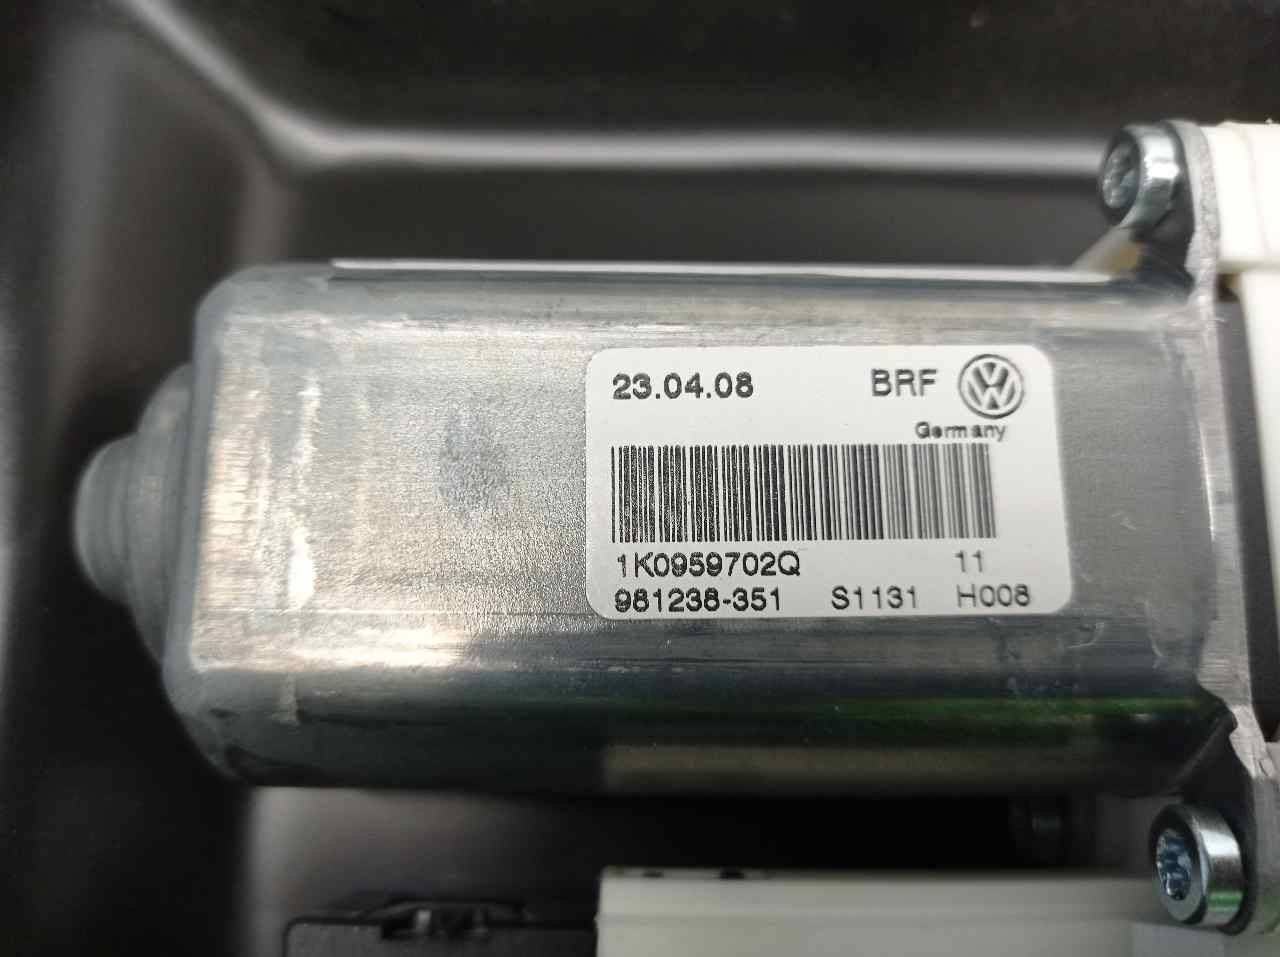 23.04.08 BRF
Germany
1K0959702Q 11
981238-351 S1131 H008